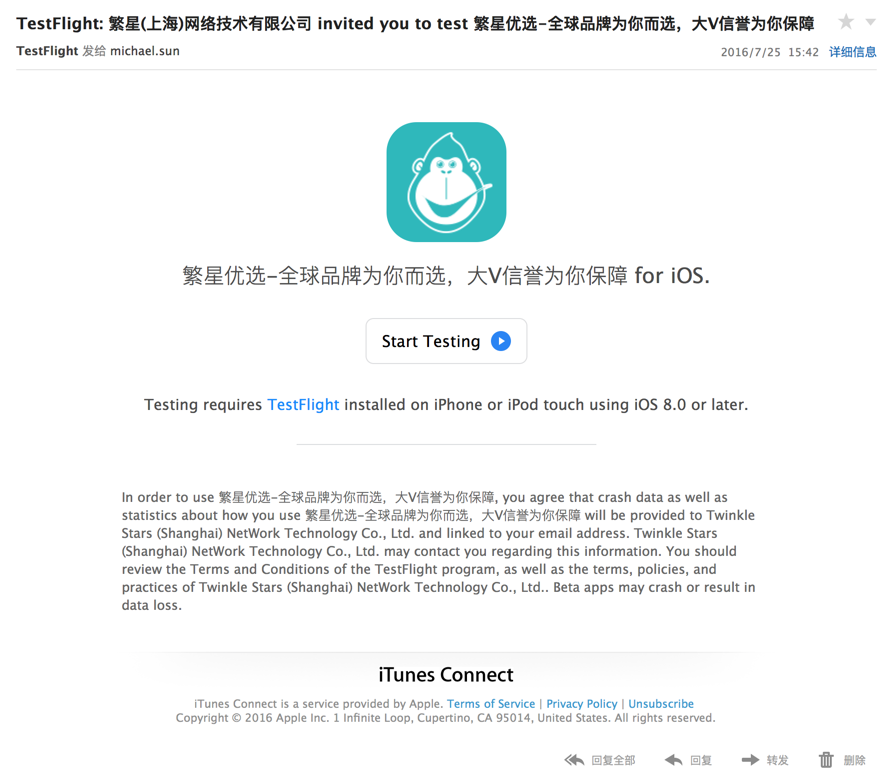 TestFlight: 繁星(上海)网络技术有限公司 invited you to test 繁星优选-全球品牌为你而选，大V信誉为你保障
TestFlight 发给 michael.sun
2016/7/25 15:42 详细信息
繁星优选-全球品牌为你而选，大V信誉为你保障 for iOS.
Start Testing
Testing requires TestFlight installed on iPhone or iPod touch using iOS 8.0 or later.
In order to use 繁星优选-全球品牌为你而选，大V信誉为你保障, you agree that crash data as well as
statistics about how you use 繁星优选-全球品牌为你而选，大V信誉为你保障 will be provided to Twinkle
Stars (Shanghai) NetWork Technology Co., Ltd. and linked to your email address. Twinkle Stars
(Shanghai) NetWork Technology Co., Ltd. may contact you regarding this information. You should
review the Terms and Conditions of the TestFlight program, as well as the terms, policies, and
practices of Twinkle Stars (Shanghai) NetWork Technology Co., Ltd.. Beta apps may crash or result in
data loss.
iTunes Connect
iTunes Connect is a service provided by Apple. Terms of Service | Privacy Policy | Unsubscribe
Copyright © 2016 Apple Inc. 1 Infinite Loop, Cupertino, CA 95014, United States. All rights reserved.
回复全部 回复 转发 删除